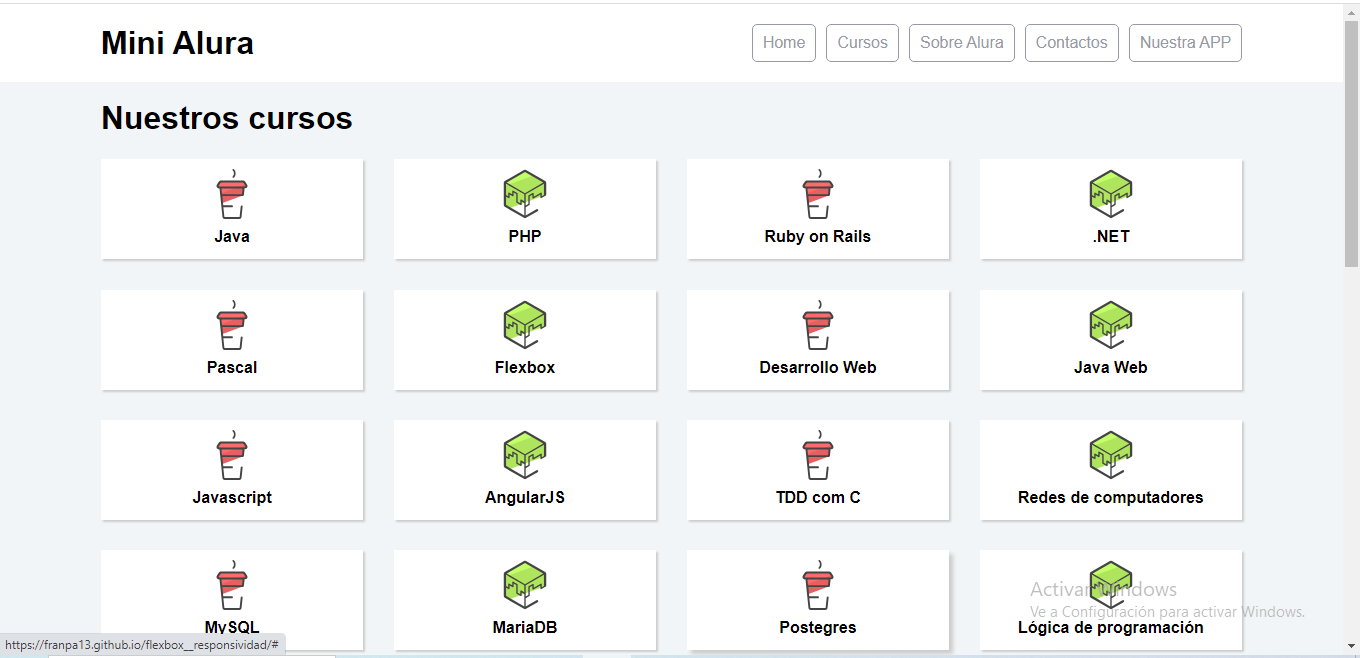 Mini Alura
Home Cursos Sobre Alura Contactos Nuestra APP
Nuestros cursos
Java PHP Ruby on Rails .NET
Pascal Flexbox Desarrollo Web Java Web
Javascript AngularJS TDD com C Redes de computadores
Activar Windows
Ve a Configuración para activar Windows.
MySQL MariaDB Postegres Lógica de programación
https://franpa13.github.io/flexbox__responsividad/#